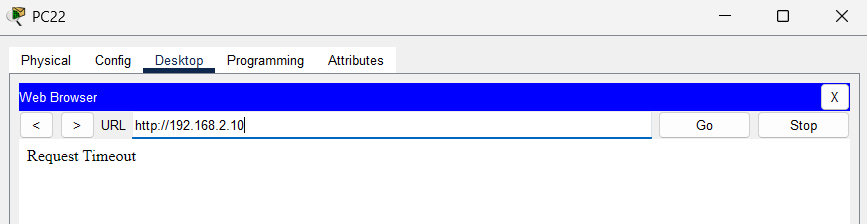 PC22
Physical Config Desktop Programming Attributes
Web Browser X
< > URL http://192.168.2.10 Go Stop
Request Timeout